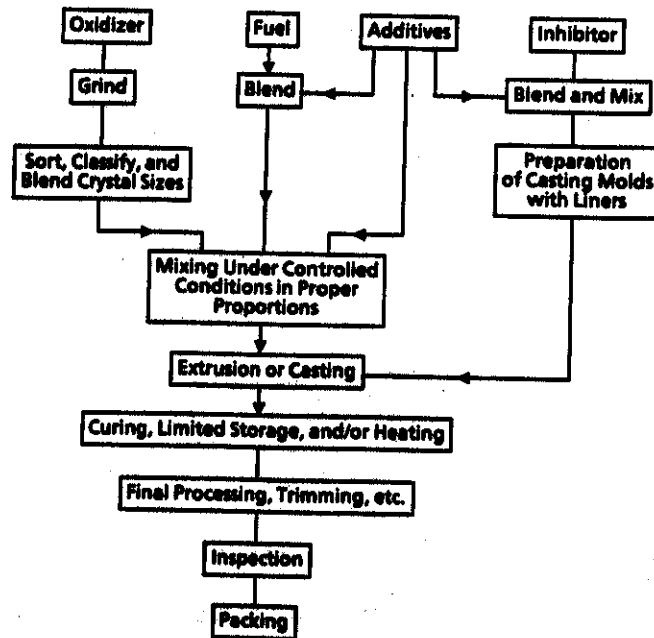 Oxidizer
Fuel
Additives
Inhibitor
Grind
Blend
Blend and Mix
Sort, Classify, and
Blend Crystal Sizes
Preparation
of Casting Molds
with Liners
Mixing Under Controlled
Conditions in Proper
Proportions
Extrusion or Casting
Curing, Limited Storage, and/or Heating
Final Processing, Trimming, etc.
Inspection
Packing